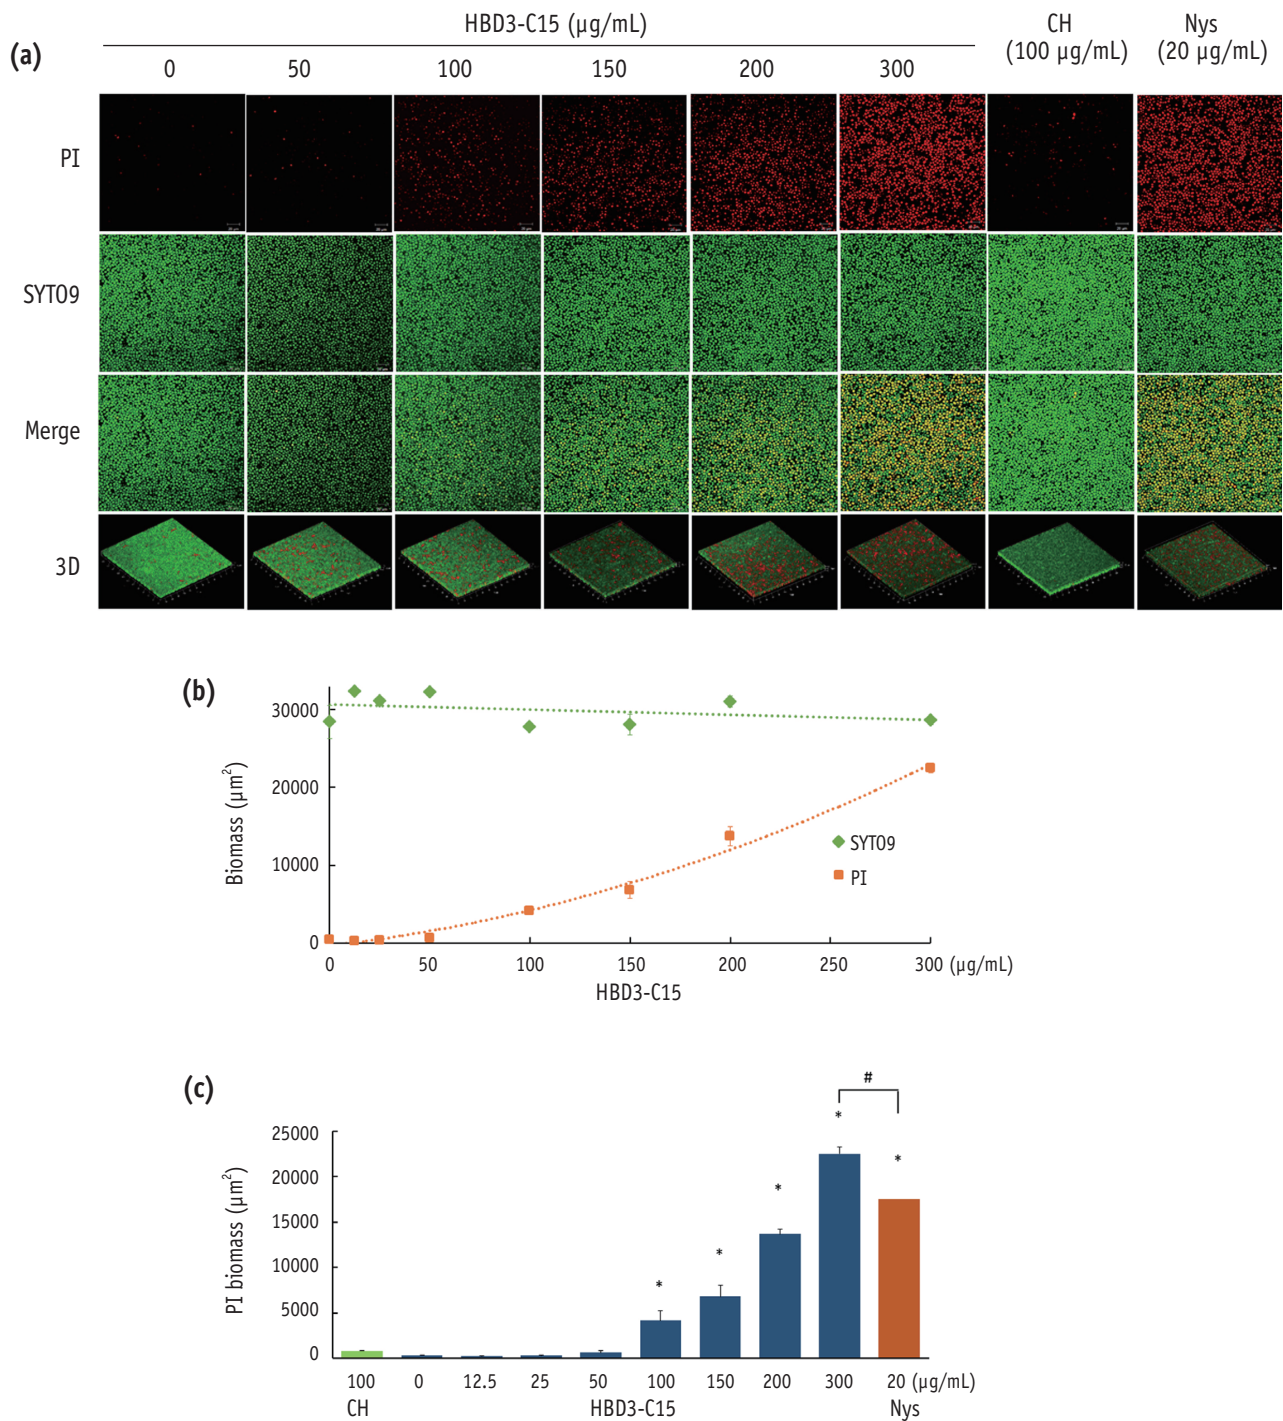 (a)
HBD3-C15 (µg/mL)
CH
(100 µg/mL)
Nys
(20 µg/mL)
0 50 100 150 200 300
PI
SYTO9
Merge
3D
(b)
Biomass (µm²)
30000
20000
10000
0
SYTO9
PI
0 50 100 150 200 250 300 (µg/mL)
HBD3-C15
(c)
PI biomass (µm²)
25000
20000
15000
10000
5000
0
#
* * * * *
100 0 12.5 25 50 100 150 200 300 20 (µg/mL)
CH HBD3-C15 Nys